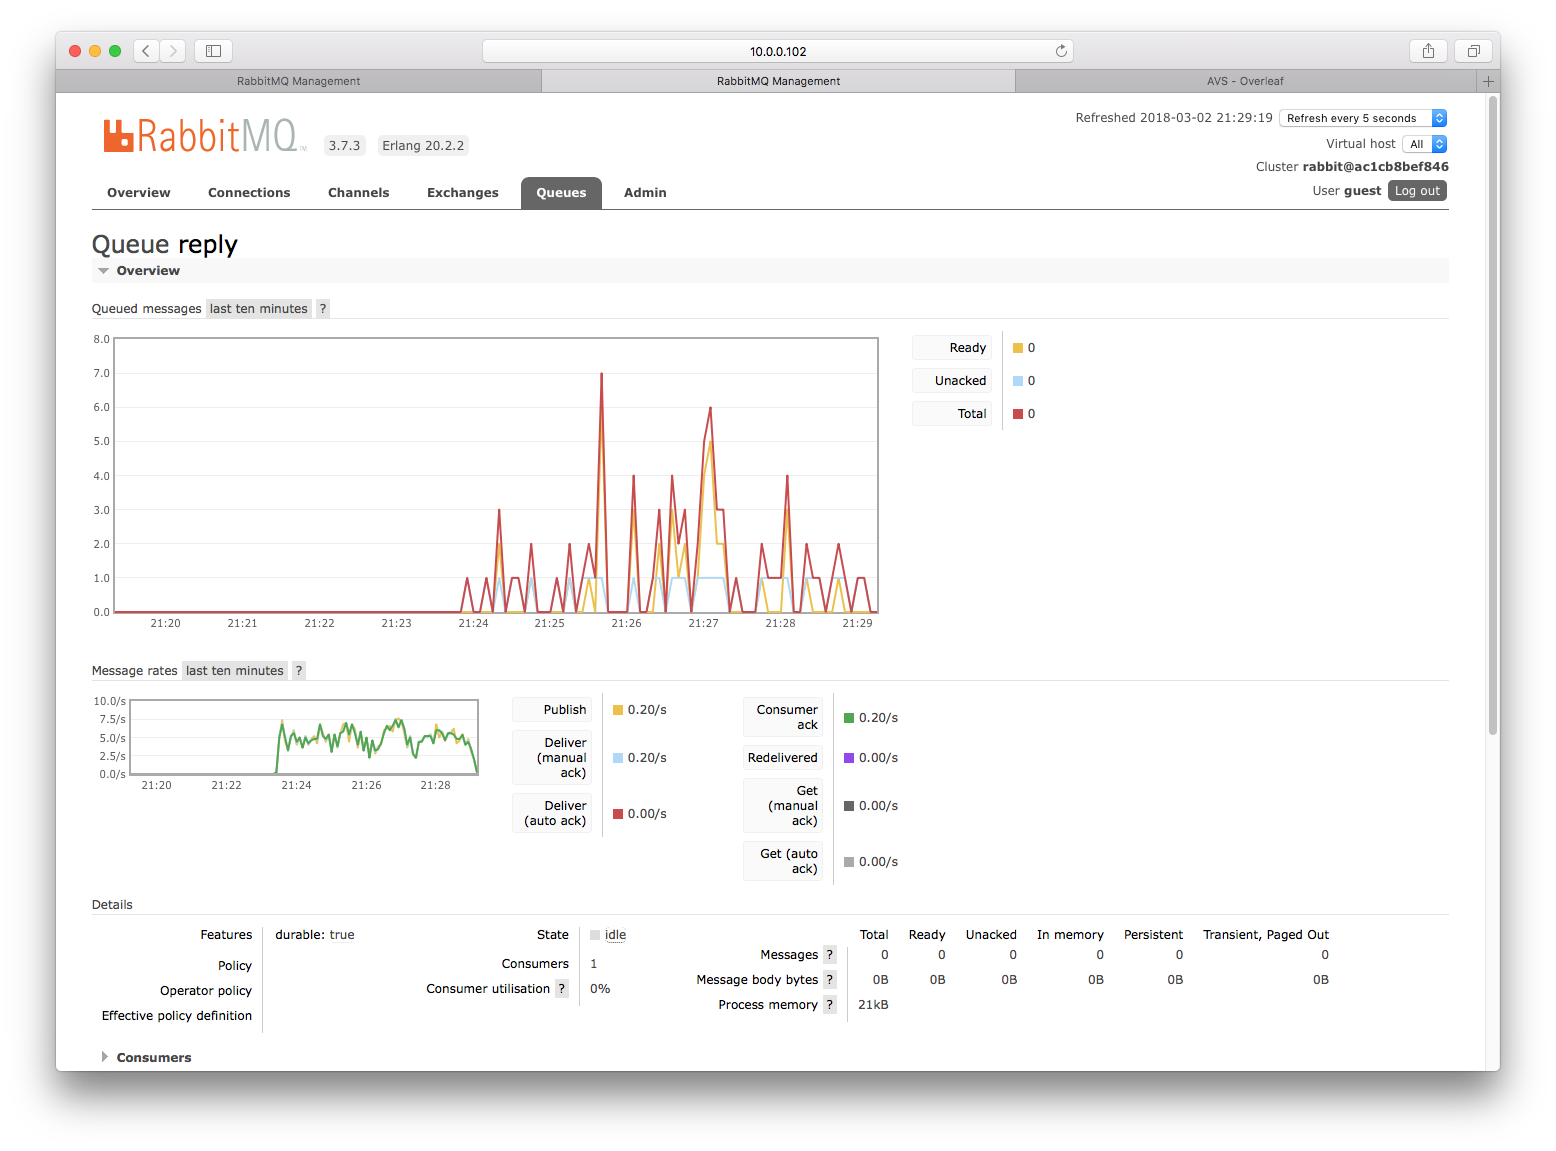 10.0.0.102
RabbitMQ Management
RabbitMQ Management
AVS - Overleaf
+
RabbitMQ TM
3.7.3
Erlang 20.2.2
Refreshed 2018-03-02 21:29:19
Refresh every 5 seconds
Virtual host All
Cluster rabbit@ac1cb8bef846
User guest Log out
Overview
Connections
Channels
Exchanges
Queues
Admin
Queue reply
Overview
Queued messages last ten minutes ?
8.0
7.0
6.0
5.0
4.0
3.0
2.0
1.0
0.0
21:20 21:21 21:22 21:23 21:24 21:25 21:26 21:27 21:28 21:29
Ready 0
Unacked 0
Total 0
Message rates last ten minutes ?
10.0/s
7.5/s
5.0/s
2.5/s
0.0/s
21:20 21:22 21:24 21:26 21:28
Publish 0.20/s
Deliver
(manual 0.20/s
ack)
Deliver
(auto ack) 0.00/s
Consumer
ack 0.20/s
Redelivered 0.00/s
Get
(manual 0.00/s
ack)
Get (auto
ack) 0.00/s
Details
Features durable: true
Policy
Operator policy
Effective policy definition
State idle
Consumers 1
Consumer utilisation ? 0%
Total Ready Unacked In memory Persistent Transient, Paged Out
Messages ? 0 0 0 0 0 0
Message body bytes ? 0B 0B 0B 0B 0B 0B
Process memory ? 21kB
Consumers